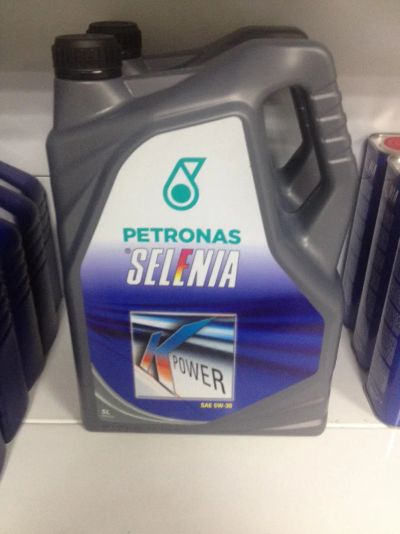 PETRONAS
SELENIA
K
POWER
SAE 5W-30
5L